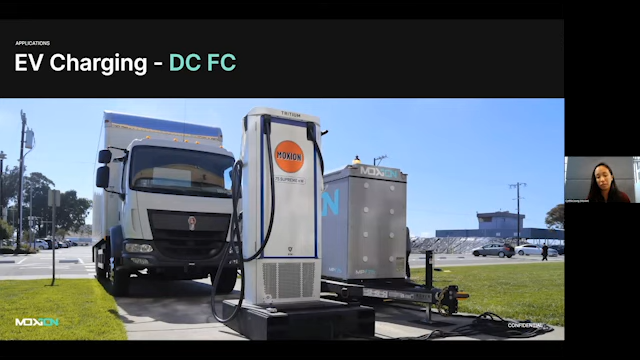 APPLICATIONS
EV Charging - DC FC
TRITIUM
MOXION
MOXION
N
MOXION
CONFIDENTIAL